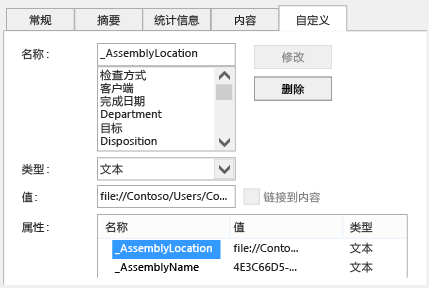 常规 摘要 统计信息 内容 自定义
名称： _AssemblyLocation 修改
检查方式
客户端
完成日期
Department
目标
Disposition
删除
类型： 文本
值： file://Contoso/Users/Co... 链接到内容
属性： 名称 值 类型
_AssemblyLocation file://Conto... 文本
_AssemblyName 4E3C66D5-... 文本